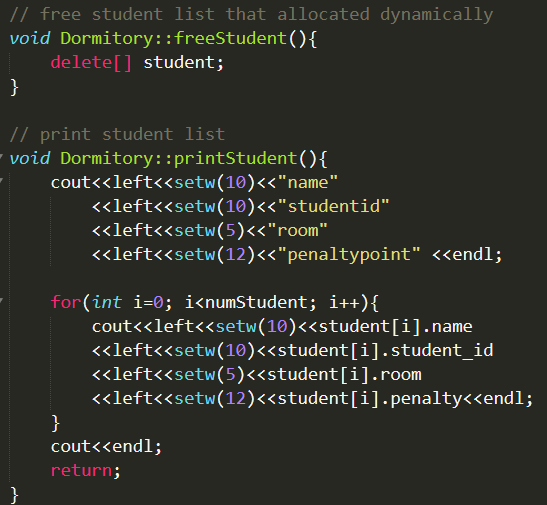 // free student list that allocated dynamically
void Dormitory::freeStudent(){
    delete[] student;
}

// print student list
void Dormitory::printStudent(){
    cout<<left<<setw(10)<<"name"
        <<left<<setw(10)<<"studentid"
        <<left<<setw(5)<<"room"
        <<left<<setw(12)<<"penaltypoint" <<endl;

    for(int i=0; i<numStudent; i++){
        cout<<left<<setw(10)<<student[i].name
        <<left<<setw(10)<<student[i].student_id
        <<left<<setw(5)<<student[i].room
        <<left<<setw(12)<<student[i].penalty<<endl;
    }
    cout<<endl;
    return;
}